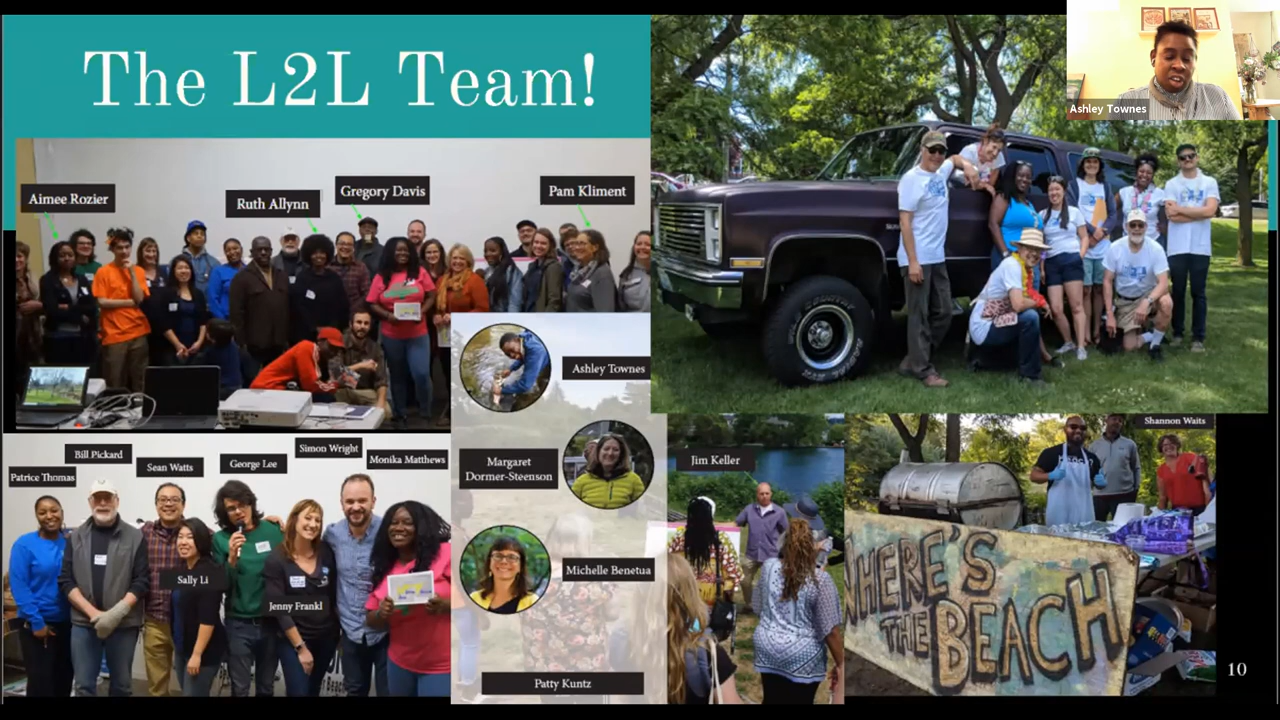 The L2L Team!
Ashley Townes
Aimee Rozier
Ruth Allynn
Gregory Davis
Pam Kliment
Ashley Townes
Margaret
Dormer-Steenson
Michelle Benetua
Patty Kuntz
Patrice Thomas
Bill Pickard
Sean Watts
George Lee
Simon Wright
Monika Matthews
Sally Li
Jenny Frankl
Jim Keller
Shannon Waits
WHERE'S
THE BEACH
10